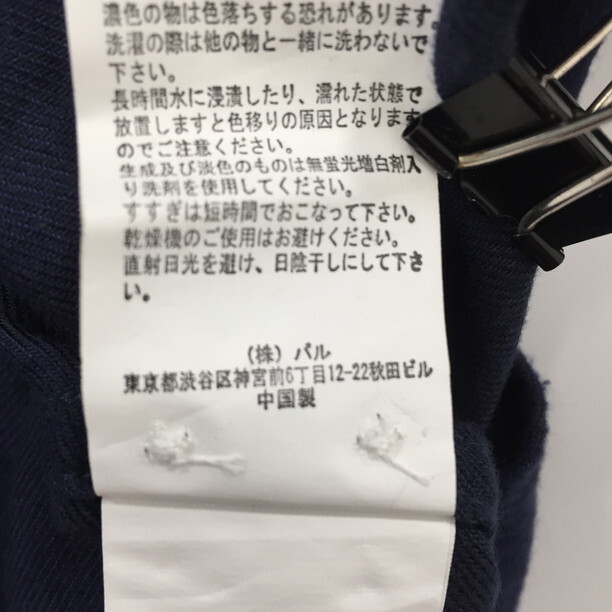 濃色の物は色落ちする恐れがあります。
洗濯の際は他の物と一緒に洗わないで
下さい。
長時間水に浸漬したり、濡れた状態で
放置しますと色移りの原因となります
のでご注意ください。
生成及び淡色のものは無蛍光増白剤入
り洗剤を使用してください。
すすぎは短時間でおこなって下さい。
乾燥機のご使用はお避けください。
直射日光を避け、日陰干しにして下さ
い。
(株) パル
東京都渋谷区神宮前6丁目12-22秋田ビル
中国製